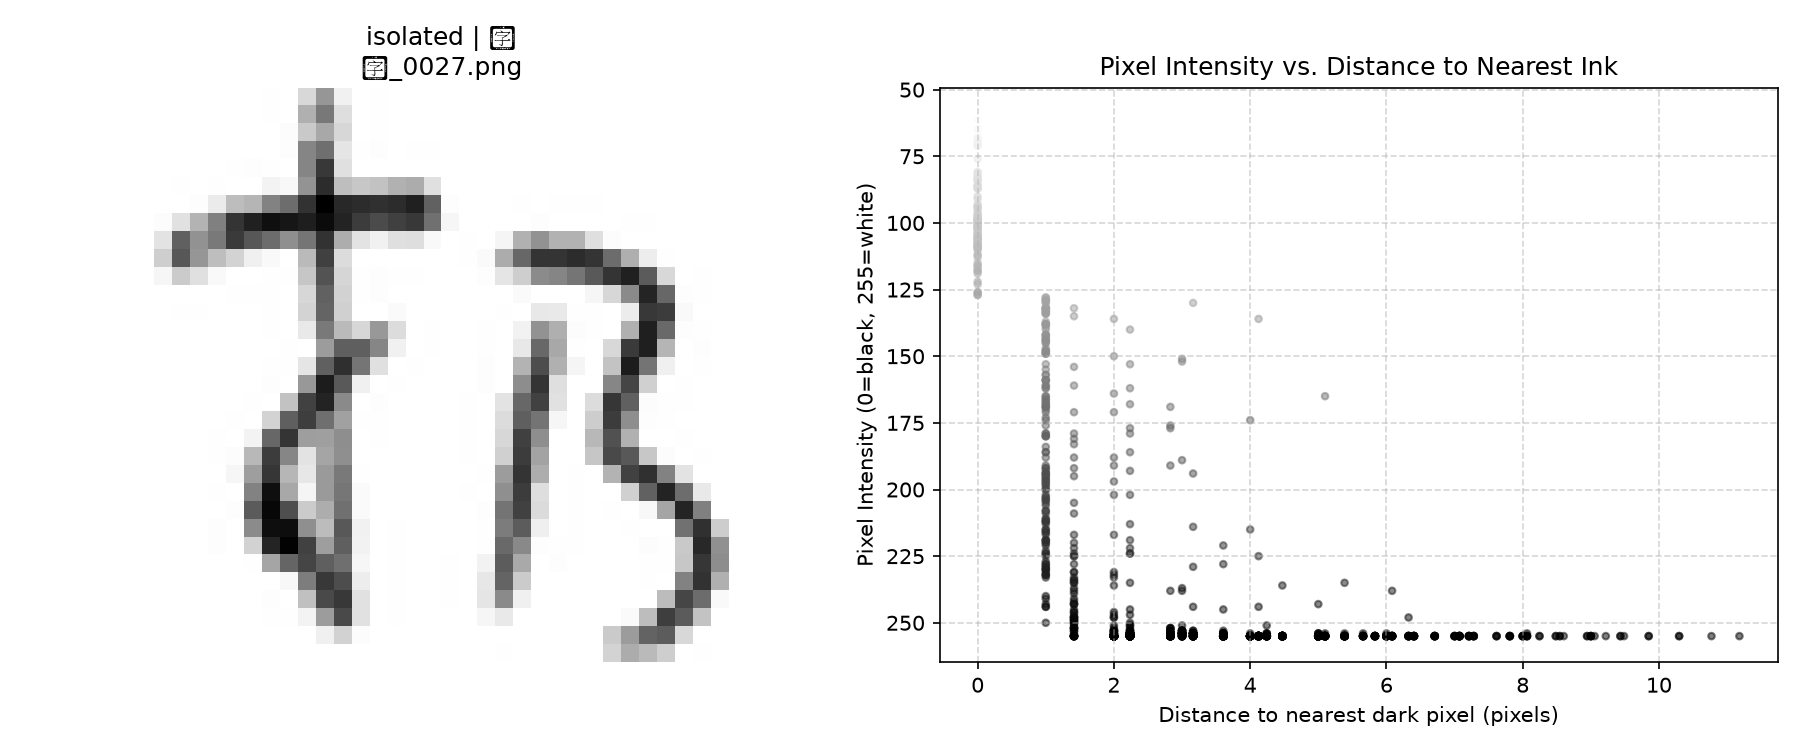 isolated |
_0027.png
Pixel Intensity vs. Distance to Nearest Ink
Pixel Intensity (0=black, 255=white)
50
75
100
125
150
175
200
225
250
0 2 4 6 8 10
Distance to nearest dark pixel (pixels)